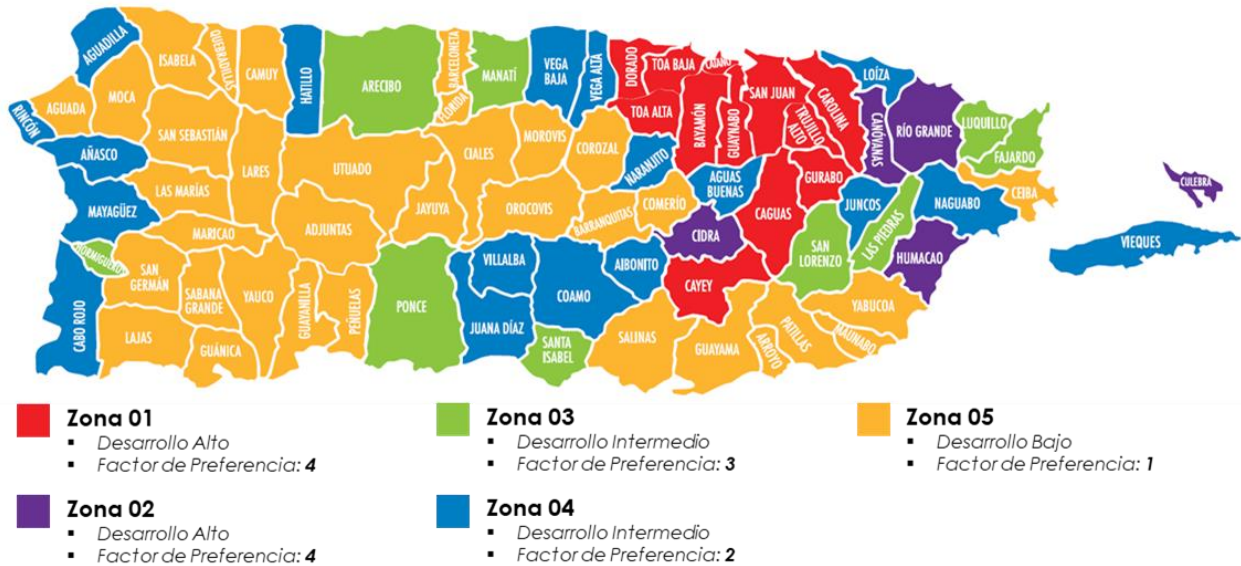 AGUADILLA
ISABELA
QUEBRADILLAS
CAMUY
HATILLO
ARECIBO
BARCELONETA
MANATÍ
VEGA
BAJA
VEGA ALTA
DORADO
TOA BAJA
CATAÑO
SAN JUAN
CAROLINA
LOÍZA
RINCÓN
AGUADA
MOCA
SAN SEBASTIÁN
LARES
UTUADO
FLORIDA
CIALES
MOROVIS
COROZAL
TOA ALTA
BAYAMÓN
GUAYNABO
TRUJILLO
ALTO
CANÓVANAS
RÍO GRANDE
LUQUILLO
FAJARDO
CEIBA
CULEBRA
AÑASCO
LAS MARÍAS
MAYAGÜEZ
MARICAO
ADJUNTAS
JAYUYA
OROCOVIS
BARRANQUITAS
COMERÍO
NARANJITO
AGUAS
BUENAS
CIDRA
CAGUAS
GURABO
JUNCOS
LAS PIEDRAS
NAGUABO
HUMACAO
VIEQUES
HORMIGUEROS
CABO ROJO
SAN
GERMÁN
SABANA
GRANDE
YAUCO
GUAYANILLA
PEÑUELAS
PONCE
VILLALBA
JUANA DÍAZ
COAMO
AIBONITO
CAYEY
SAN
LORENZO
YABUCOA
LAJAS
GUÁNICA
SANTA
ISABEL
SALINAS
GUAYAMA
ARROYO
PATILLAS
MAUNABO
Zona 01
▪ Desarrollo Alto
▪ Factor de Preferencia: 4
Zona 02
▪ Desarrollo Alto
▪ Factor de Preferencia: 4
Zona 03
▪ Desarrollo Intermedio
▪ Factor de Preferencia: 3
Zona 04
▪ Desarrollo Intermedio
▪ Factor de Preferencia: 2
Zona 05
▪ Desarrollo Bajo
▪ Factor de Preferencia: 1